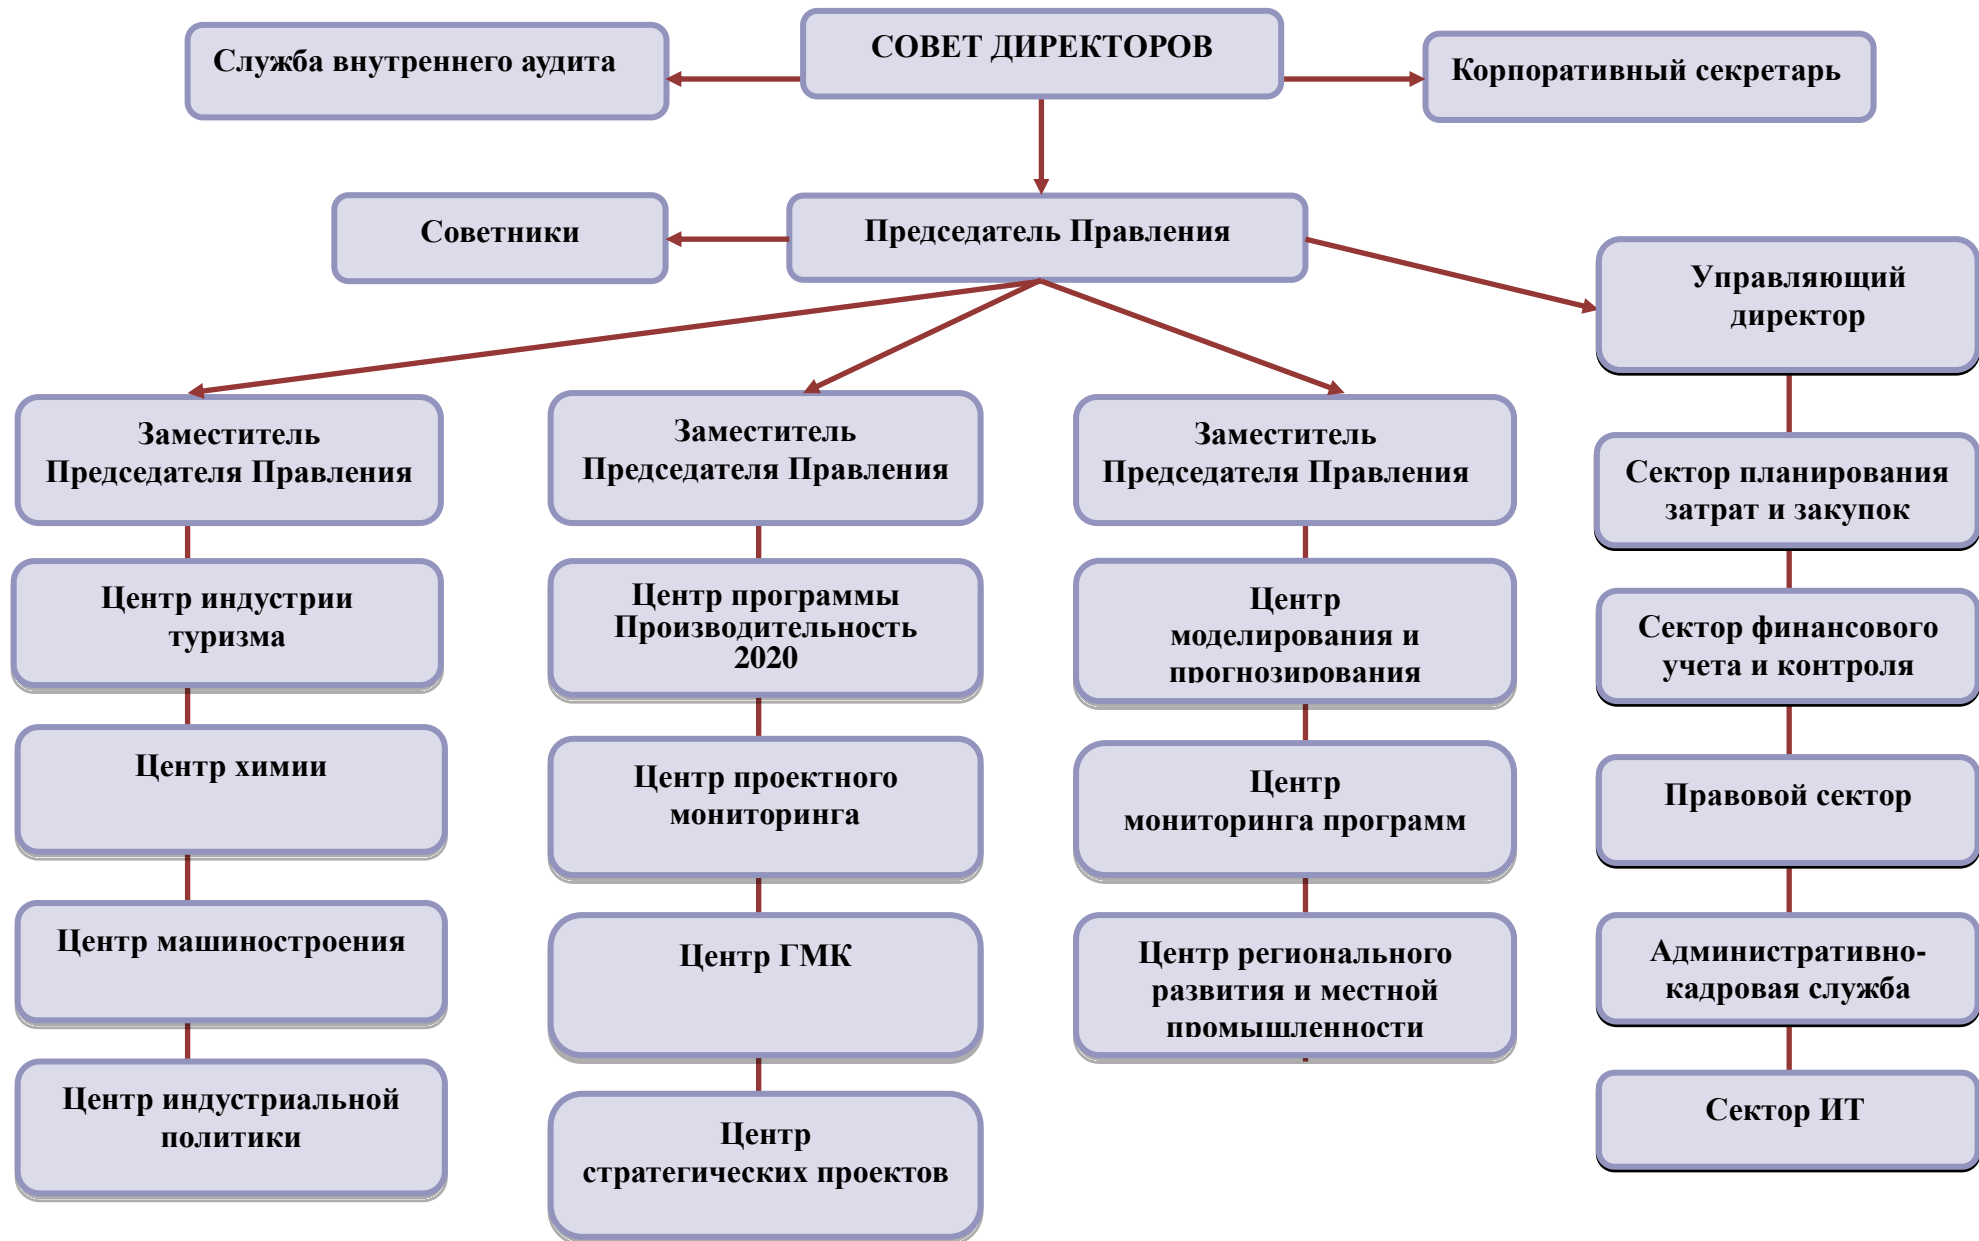 СОВЕТ ДИРЕКТОРОВ
Служба внутреннего аудита
Корпоративный секретарь
Советники
Председатель Правления
Управляющий
директор
Заместитель
Председателя Правления
Центр индустрии
туризма
Центр химии
Центр машиностроения
Центр индустриальной
политики
Заместитель
Председателя Правления
Центр программы
Производительность
2020
Центр проектного
мониторинга
Центр ГМК
Центр
стратегических проектов
Заместитель
Председателя Правления
Центр
моделирования и
прогнозирования
Центр
мониторинга программ
Центр регионального
развития и местной
промышленности
Сектор планирования
затрат и закупок
Сектор финансового
учета и контроля
Правовой сектор
Административно-
кадровая служба
Сектор ИТ